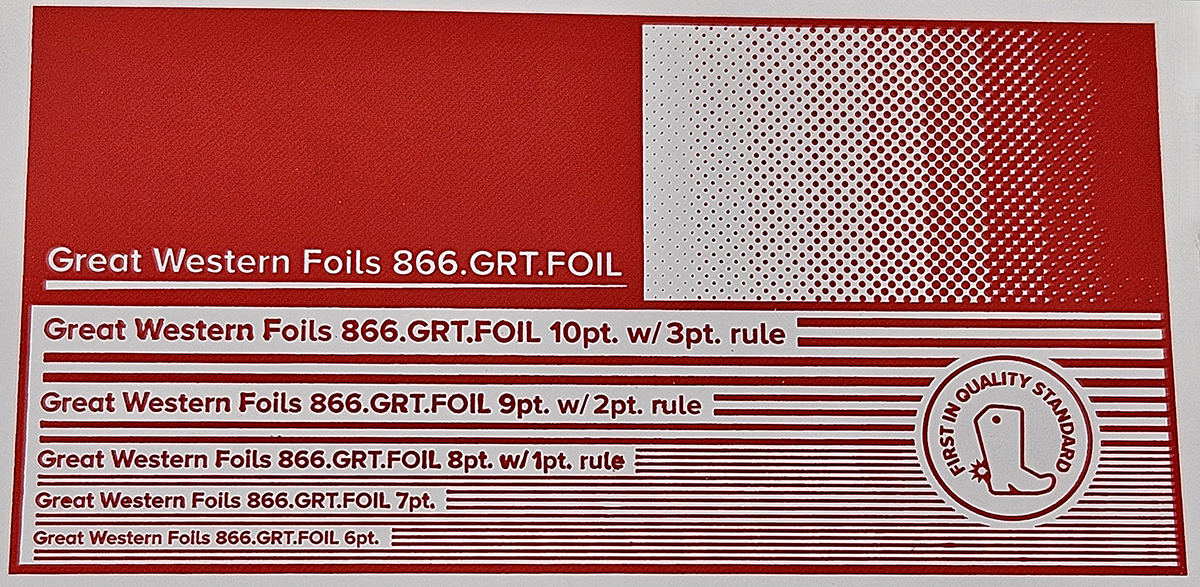 Great Western Foils 866.GRT.FOIL
Great Western Foils 866.GRT.FOIL 10pt. w/ 3pt. rule
Great Western Foils 866.GRT.FOIL 9pt. w/ 2pt. rule
Great Western Foils 866.GRT.FOIL 8pt. w/ 1pt. rule
Great Western Foils 866.GRT.FOIL 7pt.
Great Western Foils 866.GRT.FOIL 6pt.
FIRST IN QUALITY STANDARD